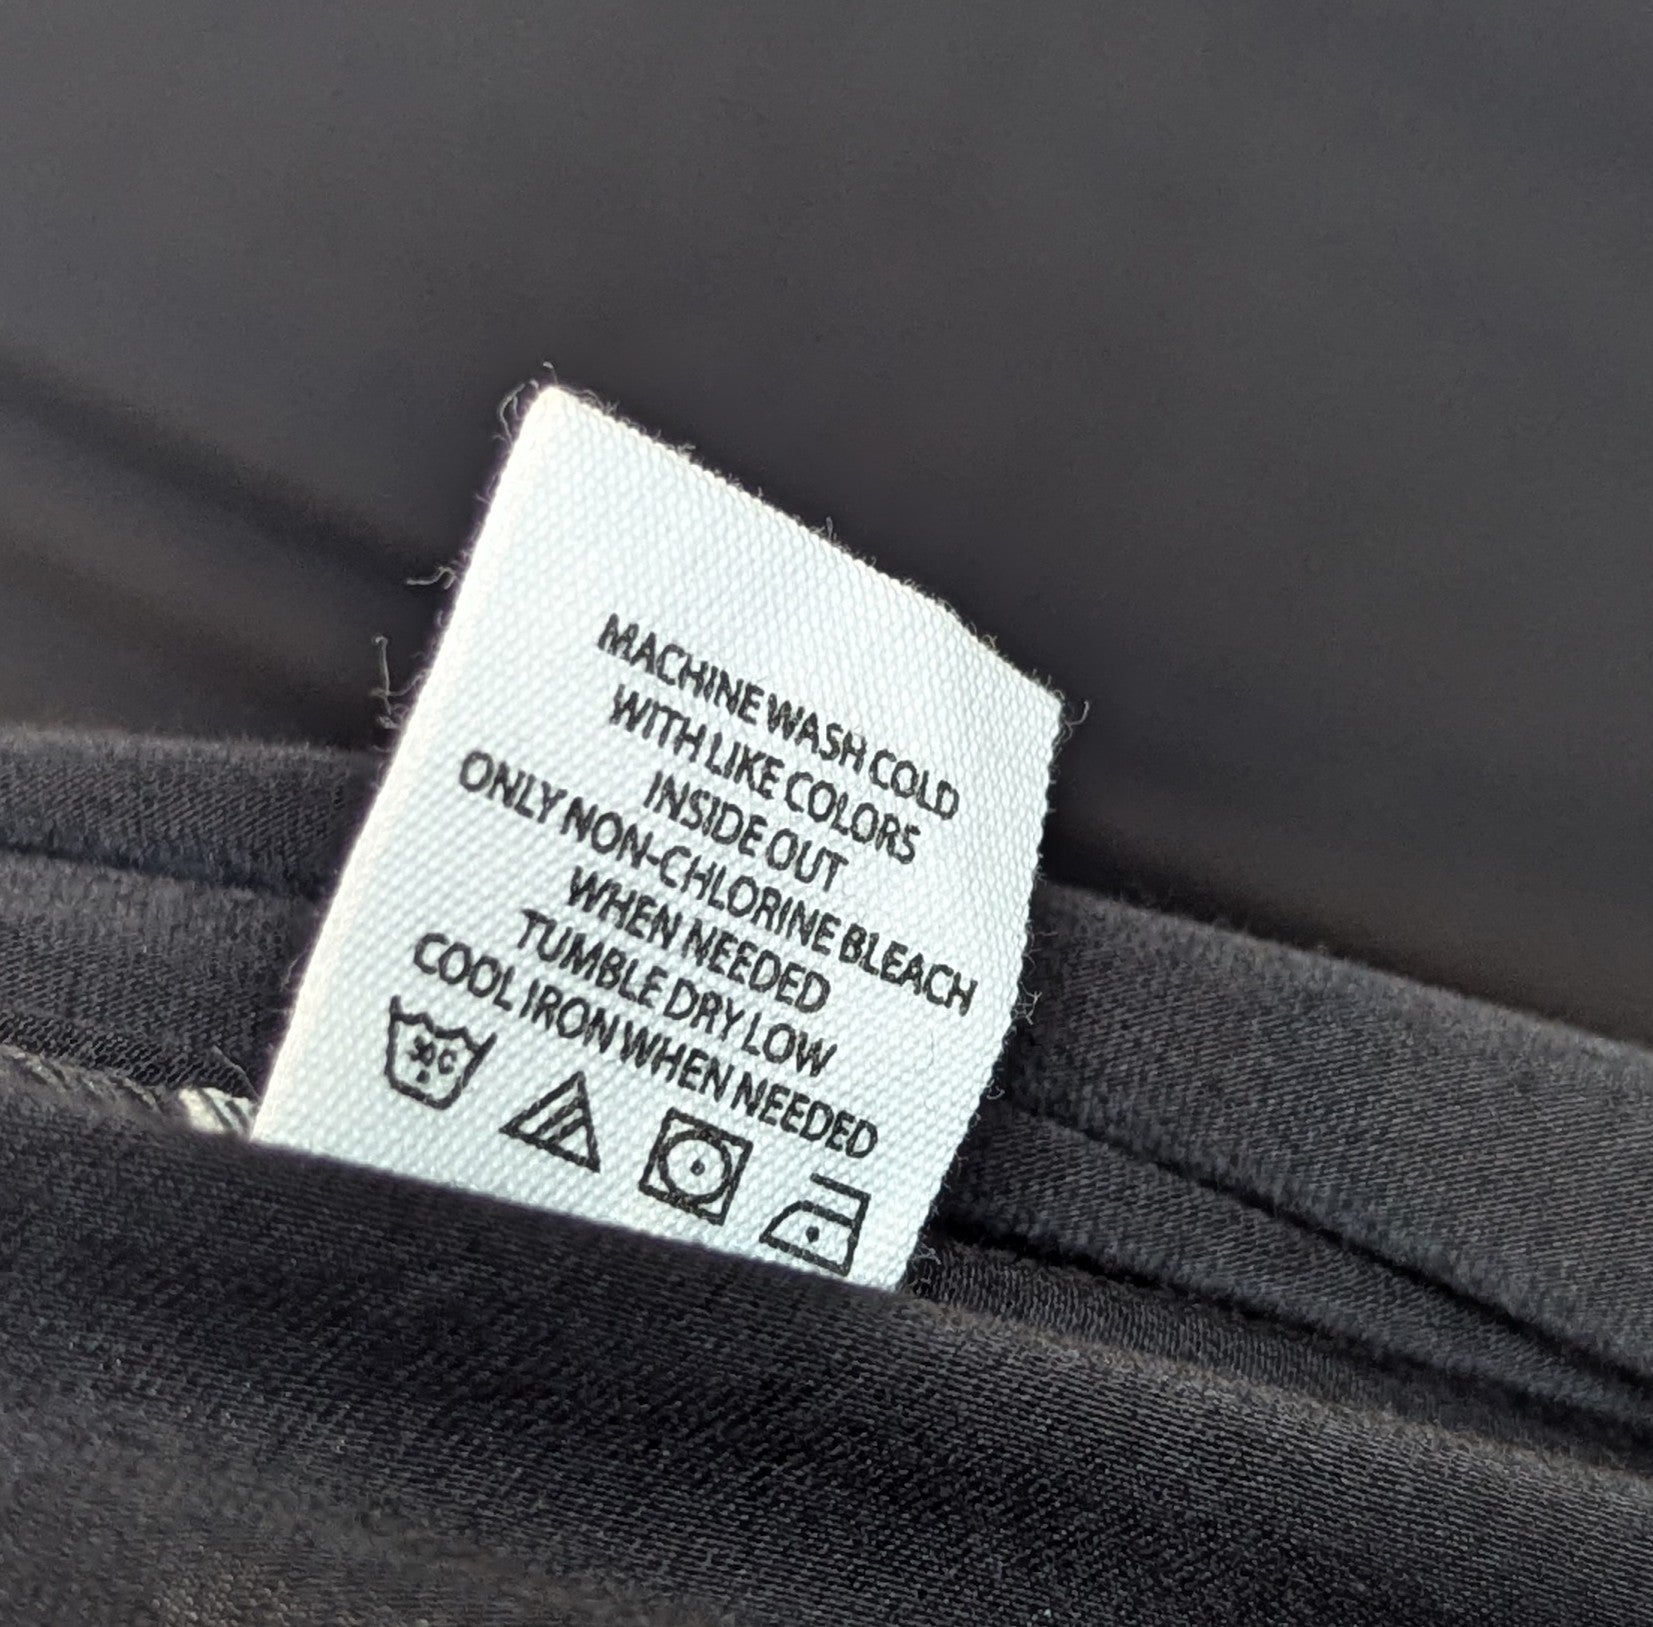 MACHINE WASH COLD
WITH LIKE COLORS
INSIDE OUT
ONLY NON-CHLORINE BLEACH
WHEN NEEDED
TUMBLE DRY LOW
COOL IRON WHEN NEEDED
30 C